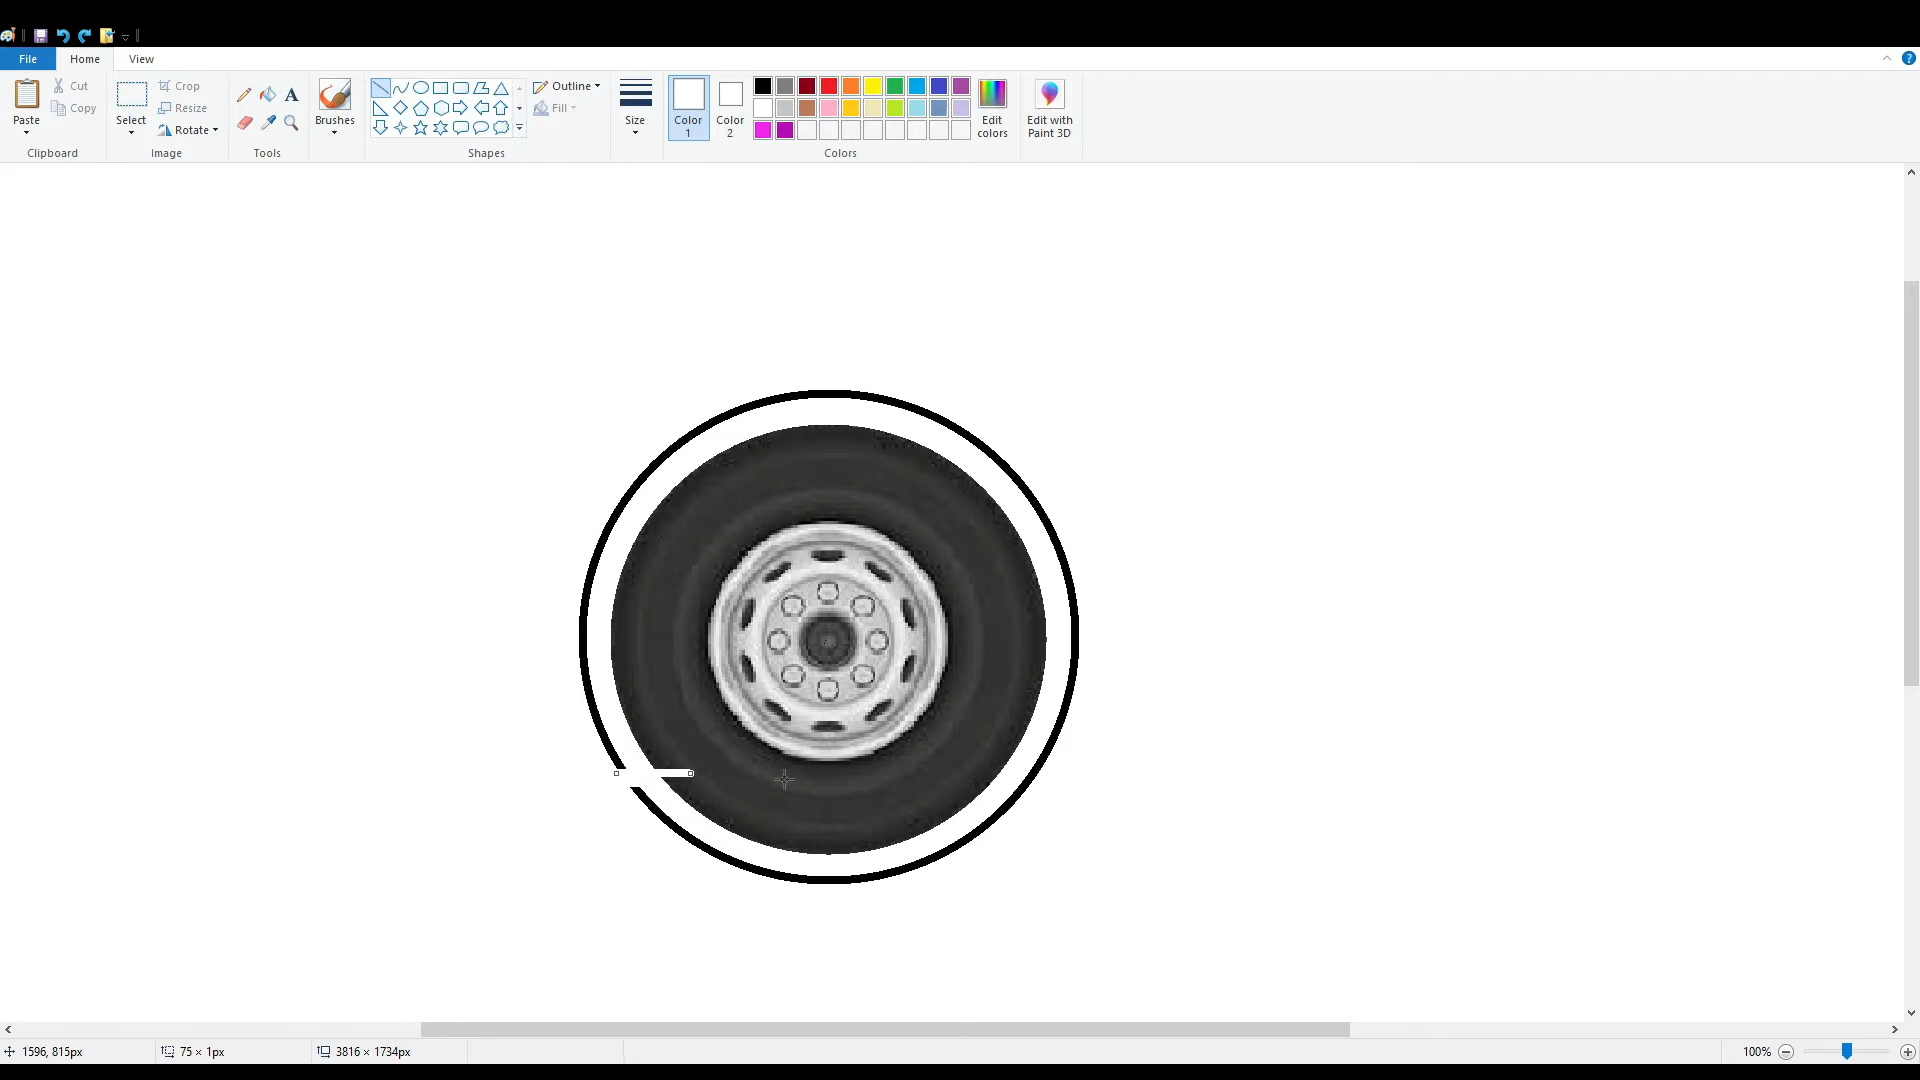 File Home View
Paste
Cut
Copy
Clipboard
Select
Crop
Resize
Rotate
Image
A
Tools
Brushes
Shapes
Outline
Fill
Size
Color 1
Color 2
Colors
Edit colors
Edit with Paint 3D
?
1596, 815px 75 × 1px 3816 × 1734px 100%